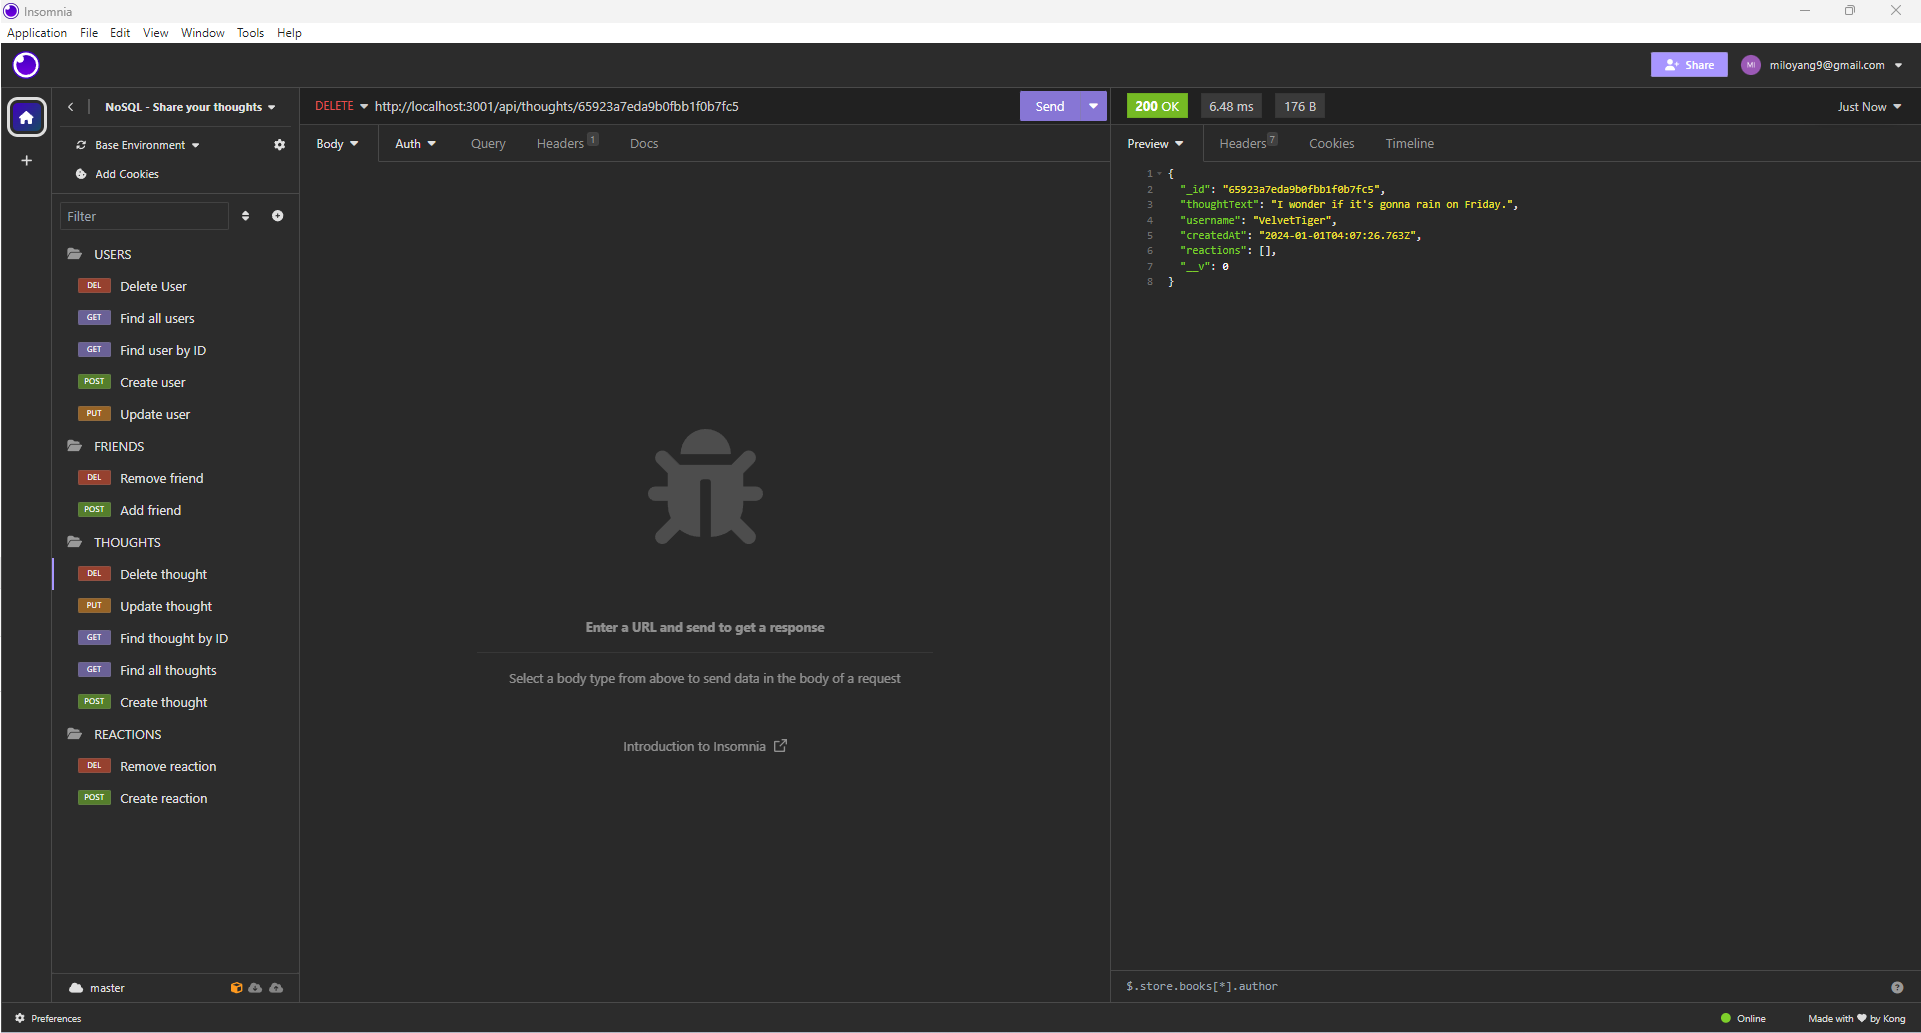 Insomnia
Application File Edit View Window Tools Help
Share MI miloyang9@gmail.com
NoSQL - Share your thoughts
Base Environment
Add Cookies
Filter
USERS
DEL Delete User
GET Find all users
GET Find user by ID
POST Create user
PUT Update user
FRIENDS
DEL Remove friend
POST Add friend
THOUGHTS
DEL Delete thought
PUT Update thought
GET Find thought by ID
GET Find all thoughts
POST Create thought
REACTIONS
DEL Remove reaction
POST Create reaction
master
DELETE http://localhost:3001/api/thoughts/65923a7eda9b0fbb1f0b7fc5 Send
Body Auth Query Headers 1 Docs
Enter a URL and send to get a response
Select a body type from above to send data in the body of a request
Introduction to Insomnia
200 OK 6.48 ms 176 B Just Now
Preview Headers 7 Cookies Timeline
1 {
2 "_id": "65923a7eda9b0fbb1f0b7fc5",
3 "thoughtText": "I wonder if it's gonna rain on Friday.",
4 "username": "VelvetTiger",
5 "createdAt": "2024-01-01T04:07:26.763Z",
6 "reactions": [],
7 "__v": 0
8 }
$.store.books[*].author
Preferences
Online Made with ❤ by Kong